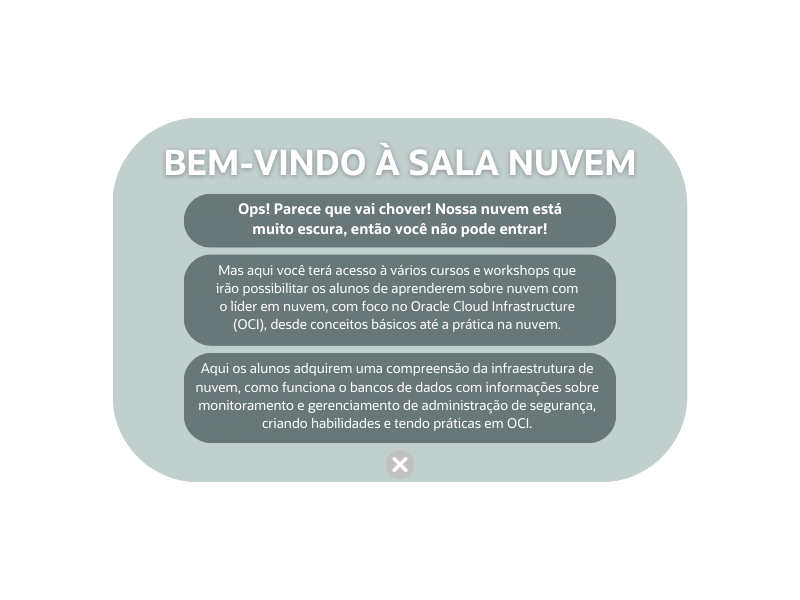 BEM-VINDO À SALA NUVEM
Ops! Parece que vai chover! Nossa nuvem está
muito escura, então você não pode entrar!
Mas aqui você terá acesso à vários cursos e workshops que
irão possibilitar os alunos de aprenderem sobre nuvem com
o líder em nuvem, com foco no Oracle Cloud Infrastructure
(OCI), desde conceitos básicos até a prática na nuvem.
Aqui os alunos adquirem uma compreensão da infraestrutura de
nuvem, como funciona o bancos de dados com informações sobre
monitoramento e gerenciamento de administração de segurança,
criando habilidades e tendo práticas em OCI.